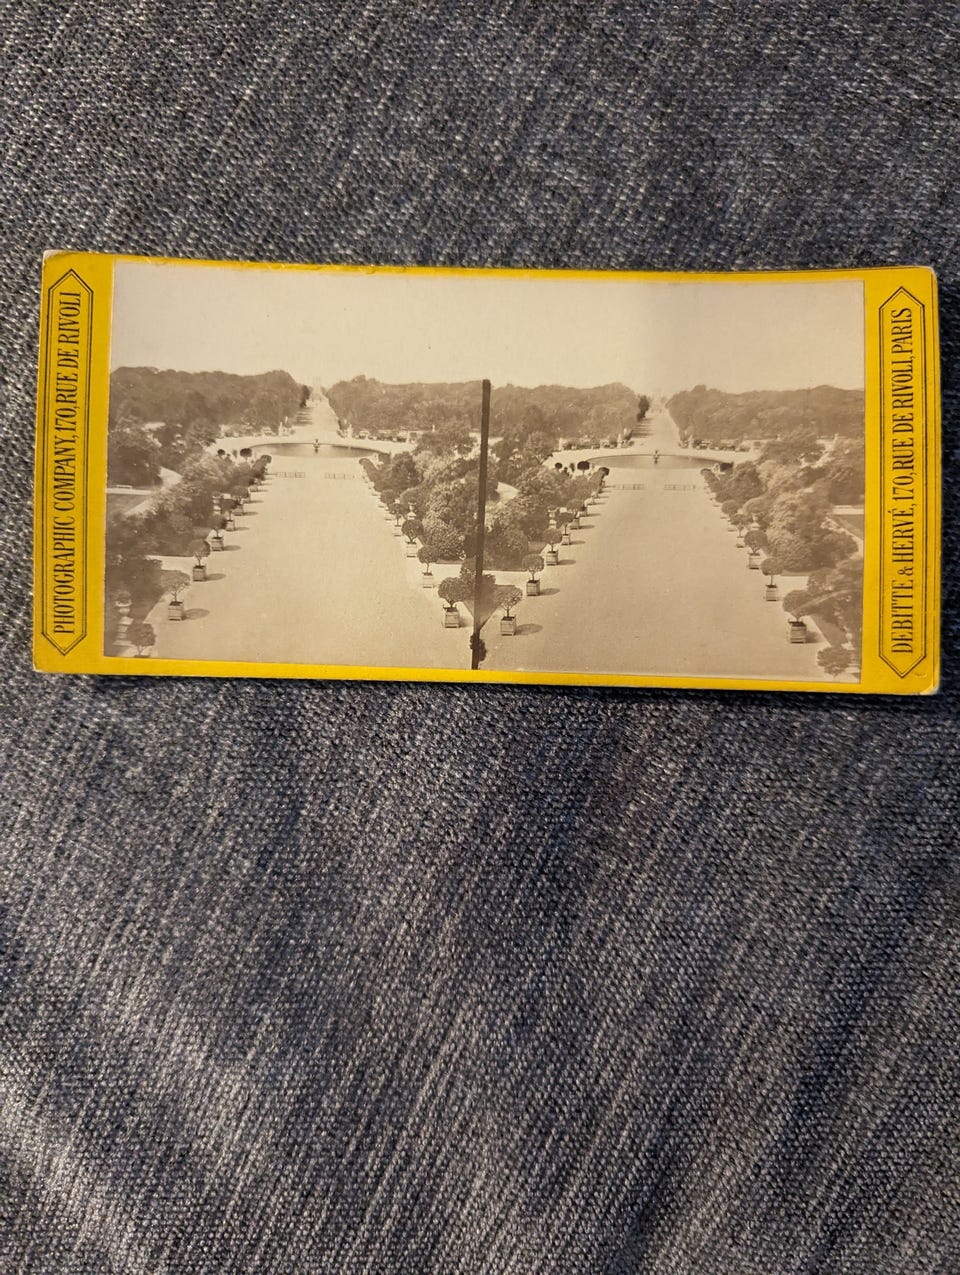 PHOTOGRAPHIC COMPANY, 170, RUE DE RIVOLI
DEBITTE & HERVÉ, 170, RUE DE RIVOLI, PARIS